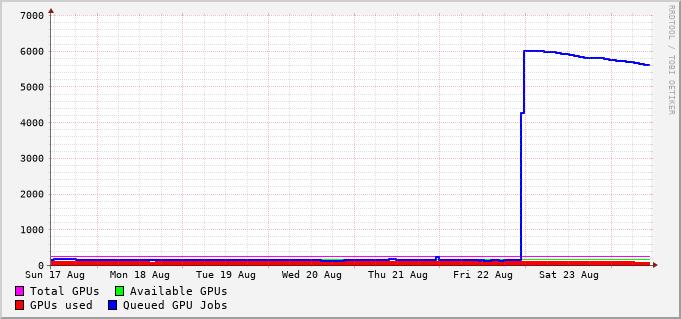 7000
6000
5000
4000
3000
2000
1000
0
Sun 17 Aug Mon 18 Aug Tue 19 Aug Wed 20 Aug Thu 21 Aug Fri 22 Aug Sat 23 Aug
Total GPUs Available GPUs
GPUs used Queued GPU Jobs
RRDTOOL / TOBI OETIKER